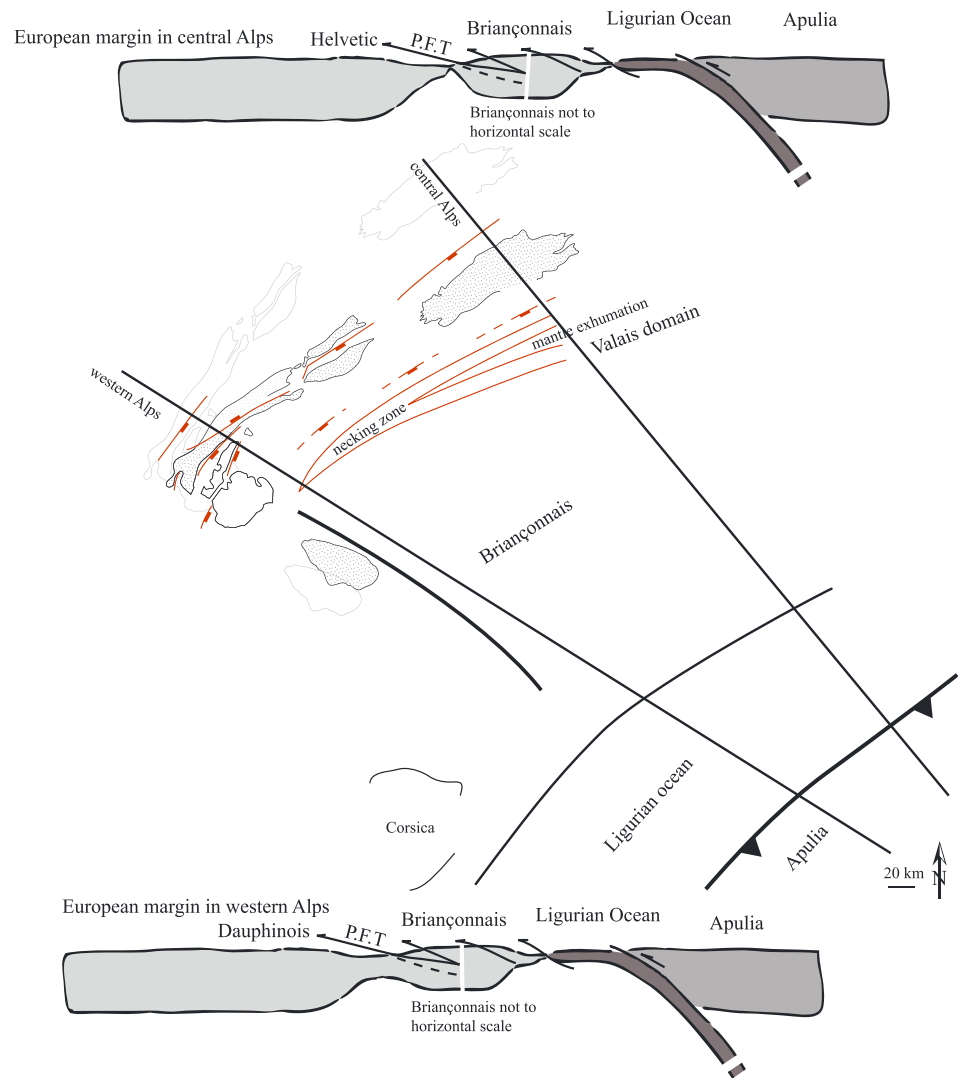 Ligurian Ocean
Apulia
Briançonnais
European margin in central Alps
Helvetic
P.F.T
Briançonnais not to
horizontal scale
central Alps
mantle exhumation
Valais domain
western Alps
necking zone
Briançonnais
Ligurian ocean
Corsica
Apulia
20 km
N
European margin in western Alps
Dauphinois
P.F.T
Briançonnais
Ligurian Ocean
Apulia
Briançonnais not to
horizontal scale